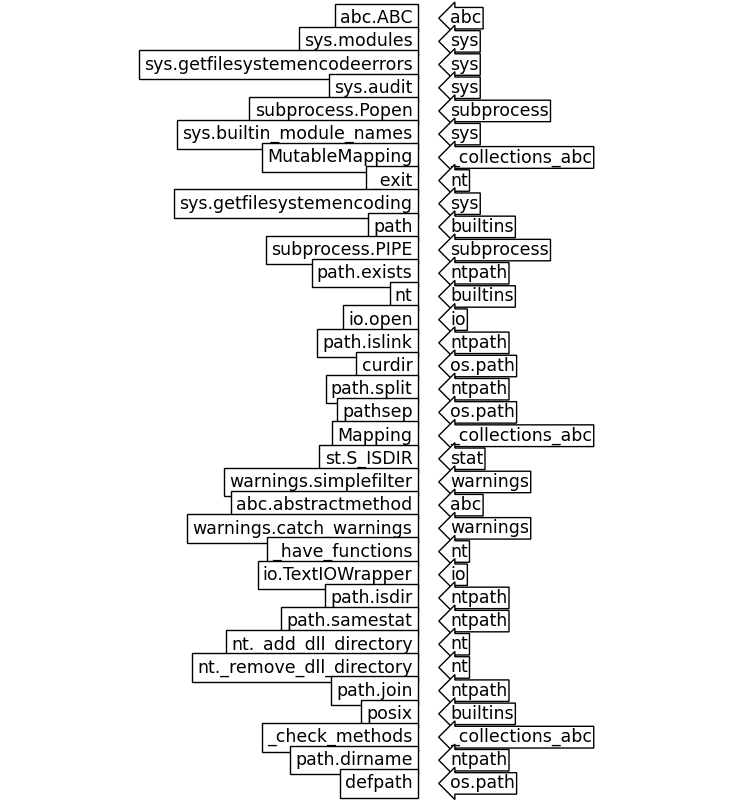 abc.ABC abc
sys.modules sys
sys.getfilesystemencodeerrors sys
sys.audit sys
subprocess.Popen subprocess
sys.builtin_module_names sys
MutableMapping _collections_abc
exit nt
sys.getfilesystemencoding sys
path builtins
subprocess.PIPE subprocess
path.exists ntpath
nt builtins
io.open io
path.islink ntpath
curdir os.path
path.split ntpath
pathsep os.path
Mapping _collections_abc
st.S_ISDIR stat
warnings.simplefilter warnings
abc.abstractmethod abc
warnings.catch_warnings warnings
_have_functions nt
io.TextIOWrapper io
path.isdir ntpath
path.samestat ntpath
nt._add_dll_directory nt
nt._remove_dll_directory nt
path.join ntpath
posix builtins
_check_methods _collections_abc
path.dirname ntpath
defpath os.path